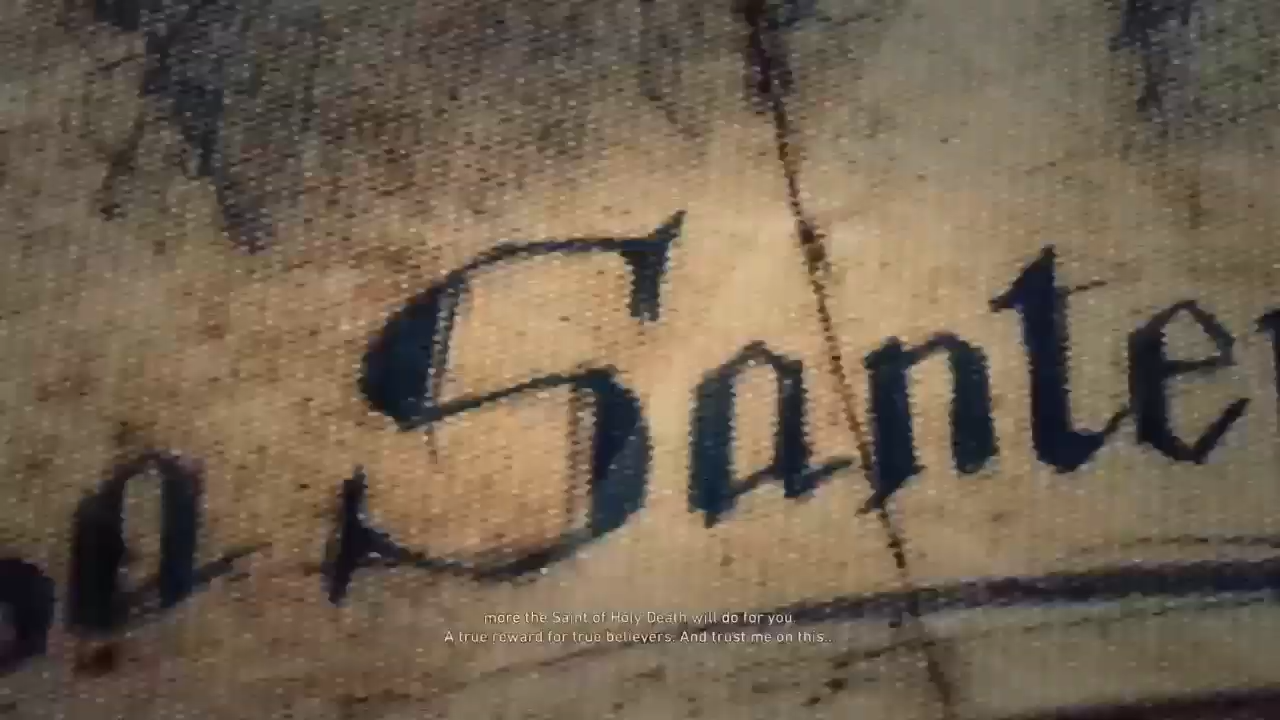 Sante
more the Saint of Holy Death will do for you.
A true reward for true believers. And trust me on this..